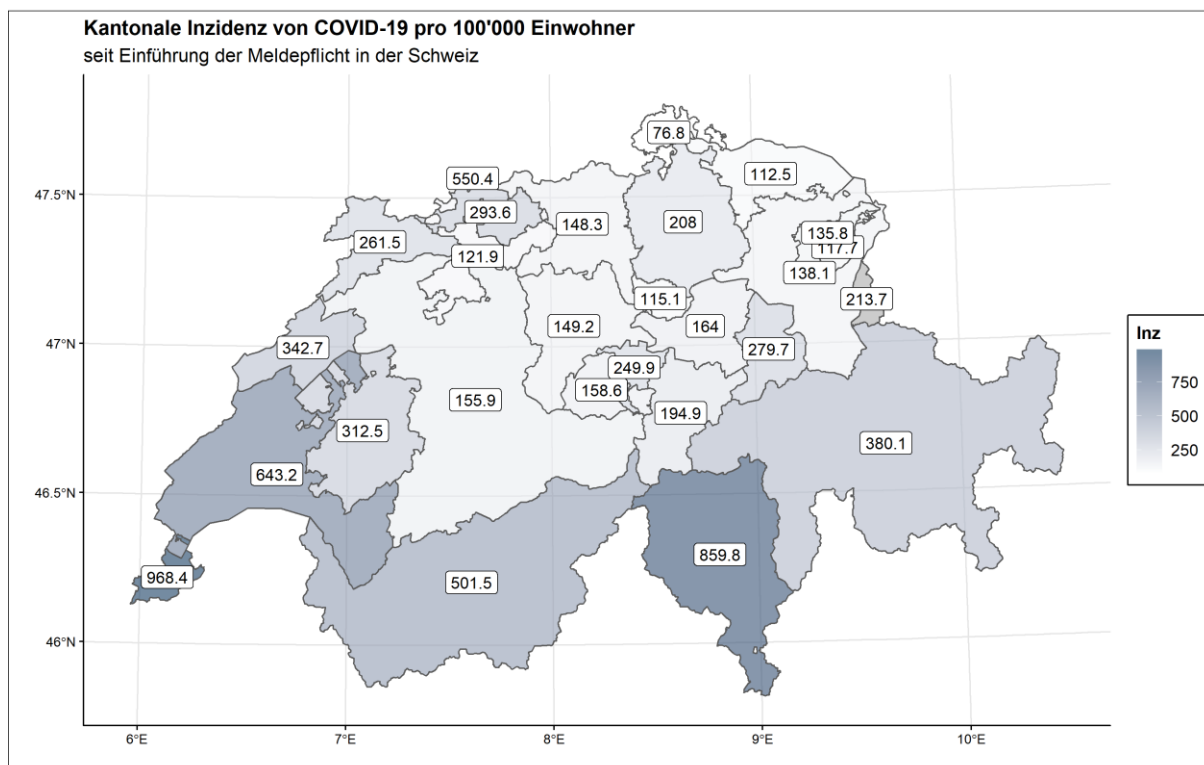 Kantonale Inzidenz von COVID-19 pro 100'000 Einwohner
seit Einführung der Meldepflicht in der Schweiz
76.8
550.4
112.5
293.6
148.3
208
135.8
117.7
261.5
121.9
138.1
115.1
213.7
149.2
164
342.7
279.7
249.9
158.6
155.9
194.9
312.5
380.1
643.2
859.8
968.4
501.5
47.5°N
47°N
46.5°N
46°N
6°E
7°E
8°E
9°E
10°E
Inz
750
500
250